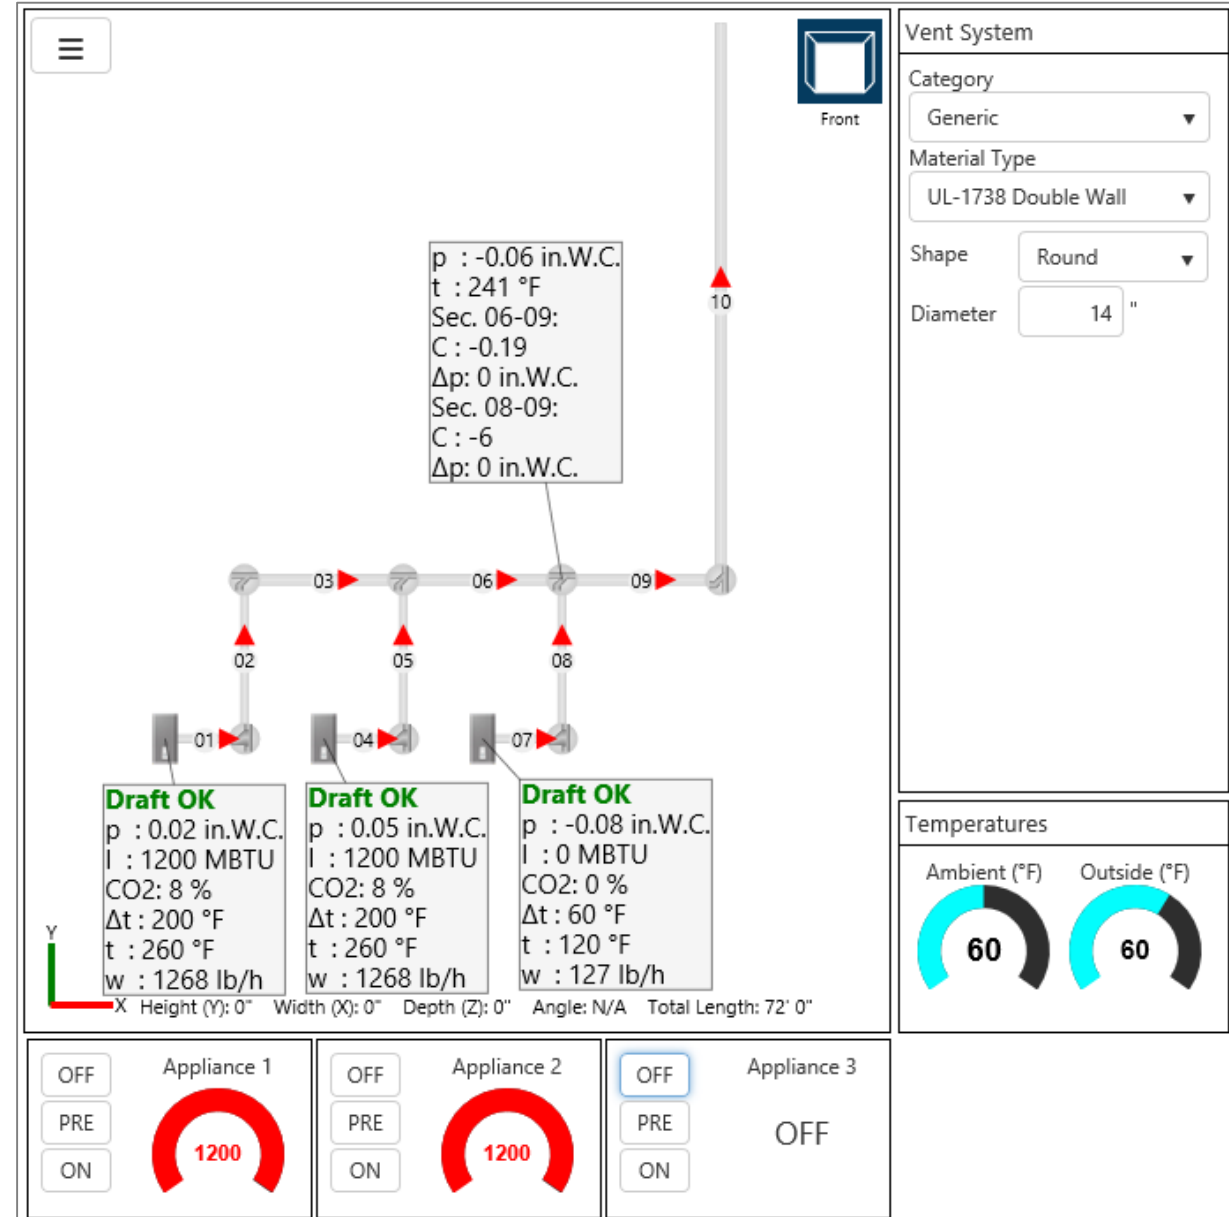 ☰
Front
10
p : -0.06 in.W.C.
t : 241 °F
Sec. 06-09:
C : -0.19
Δp: 0 in.W.C.
Sec. 08-09:
C : -6
Δp: 0 in.W.C.
03
06
09
02
05
08
01
04
07
Draft OK
p : 0.02 in.W.C.
I : 1200 MBTU
CO2: 8 %
Δt : 200 °F
t : 260 °F
w : 1268 lb/h
Draft OK
p : 0.05 in.W.C.
I : 1200 MBTU
CO2: 8 %
Δt : 200 °F
t : 260 °F
w : 1268 lb/h
Draft OK
p : -0.08 in.W.C.
I : 0 MBTU
CO2: 0 %
Δt : 60 °F
t : 120 °F
w : 127 lb/h
Y
X
Height (Y): 0" Width (X): 0" Depth (Z): 0" Angle: N/A Total Length: 72' 0"
Vent System
Category
Generic
Material Type
UL-1738 Double Wall
Shape Round
Diameter 14 "
Temperatures
Ambient (°F) Outside (°F)
60 60
OFF
PRE
ON
Appliance 1
1200
OFF
PRE
ON
Appliance 2
1200
OFF
PRE
ON
Appliance 3
OFF